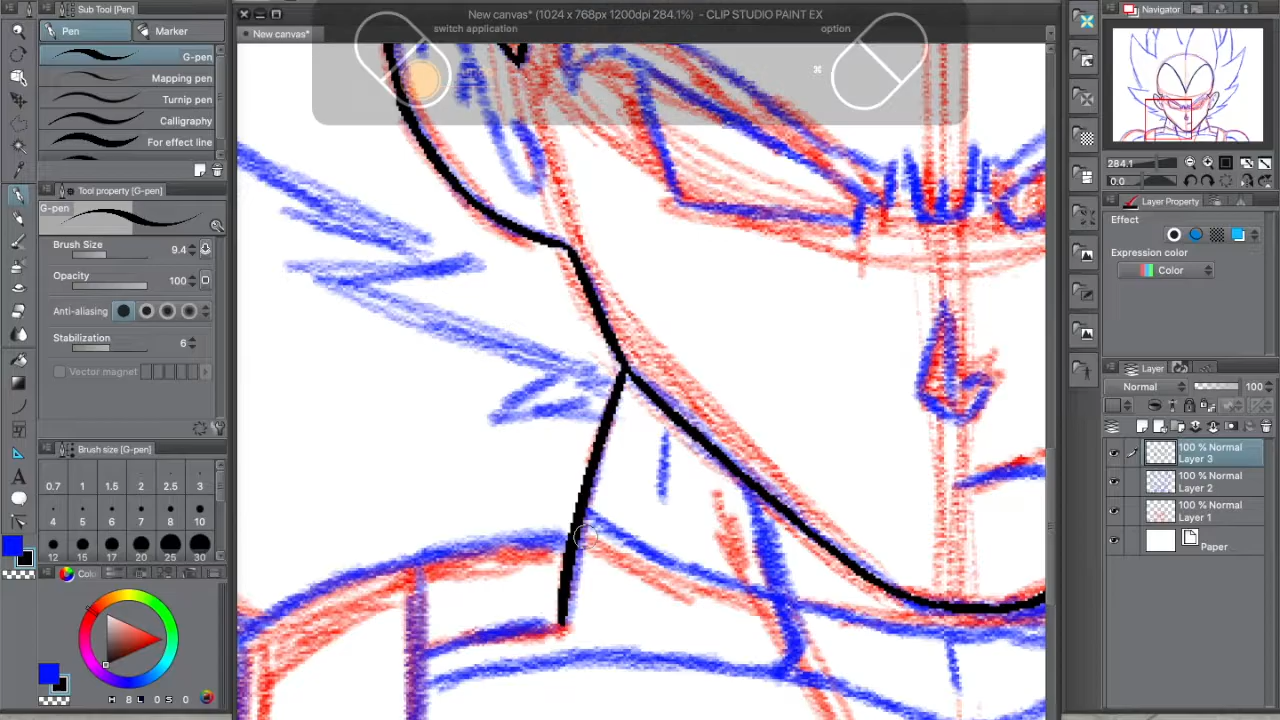 Sub Tool [Pen]
Pen
Marker
G-pen
Mapping pen
Turnip pen
Calligraphy
For effect line
Tool property [G-pen]
G-pen
Brush Size
9.4
Opacity
100
Anti-aliasing
Stabilization
6
Vector magnet
Brush size [G-pen]
0.7 1 1.5 2 2.5 3
4 5 6 7 8 10
12 15 17 20 25 30
Colo
H 8 L 0 S 0
New canvas* (1024 x 768px 1200dpi 284.1%) - CLIP STUDIO PAINT EX
New canvas*
switch application
option
⌘
Navigator
284.1
0.0
Layer Property
Effect
Expression color
Color
Layer
Normal
100
100 % Normal
Layer 3
100 % Normal
Layer 2
100 % Normal
Layer 1
Paper